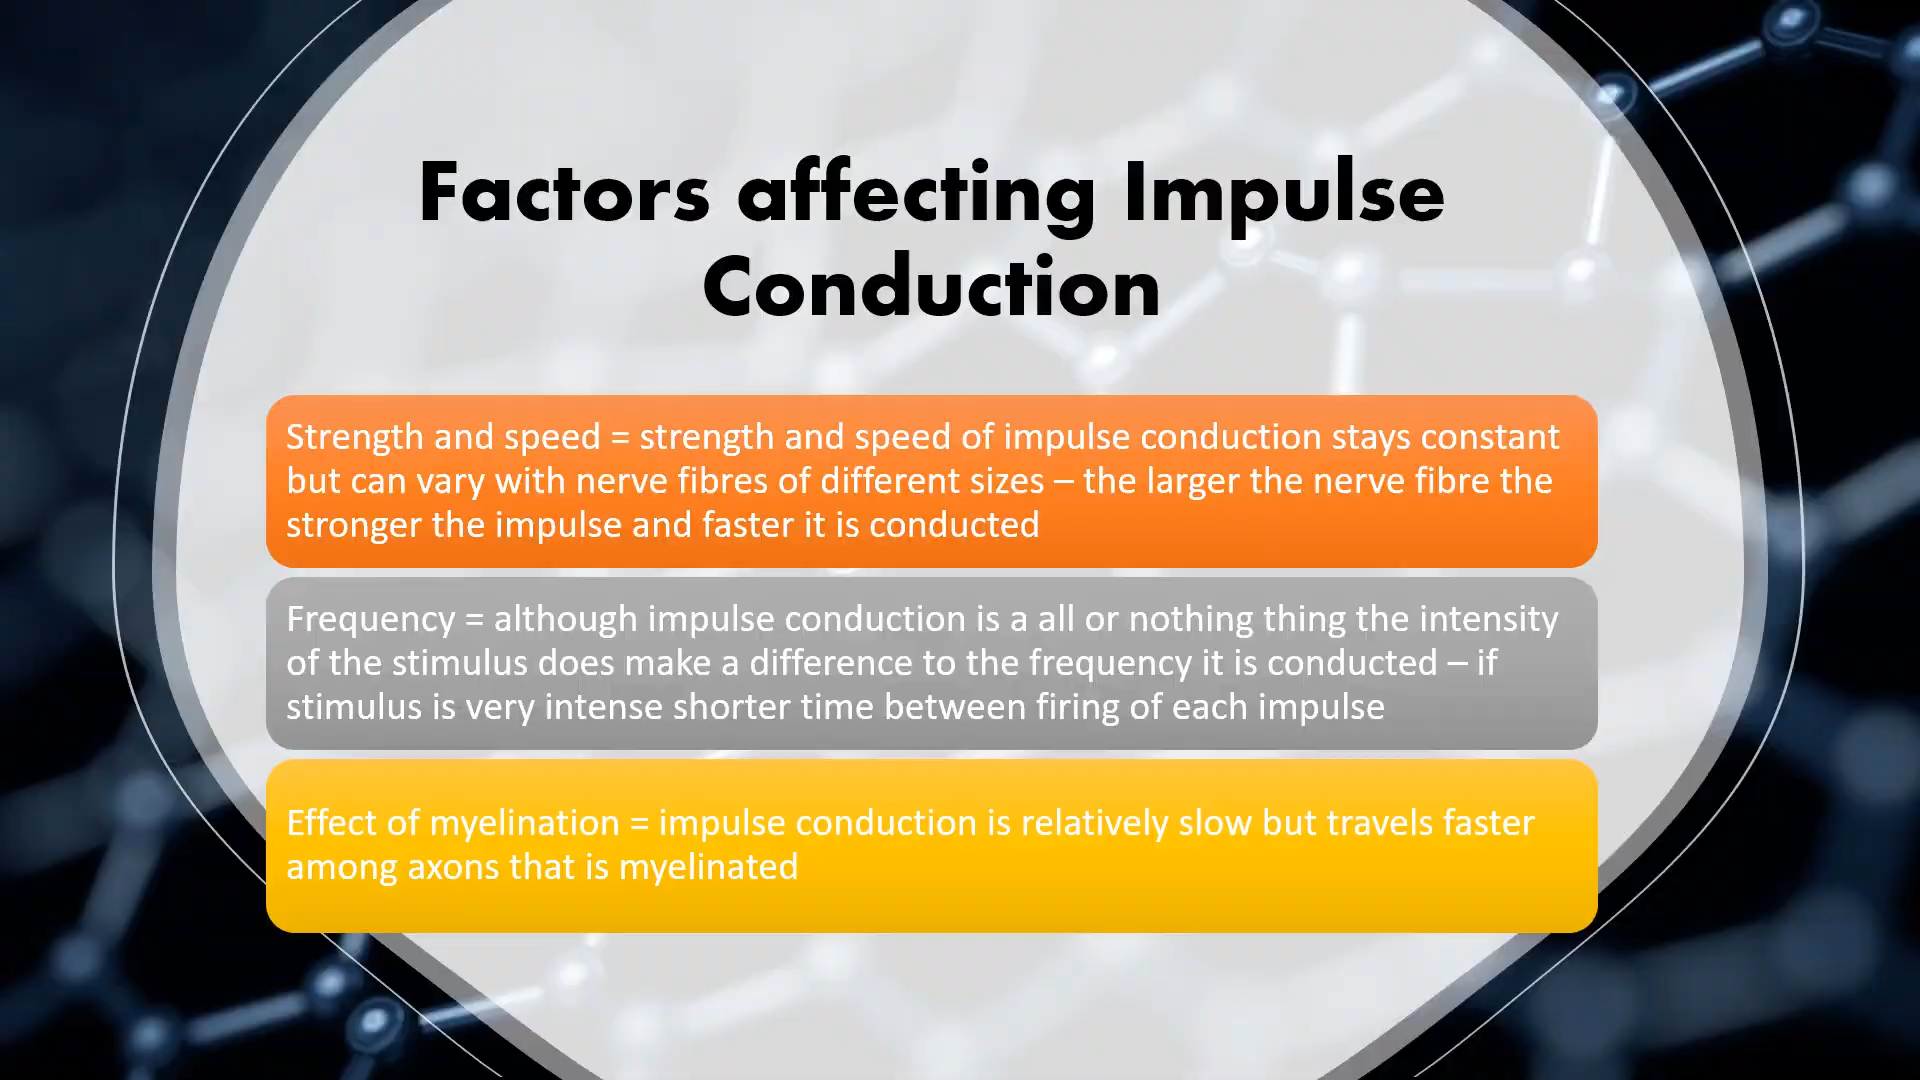 Factors affecting Impulse
Conduction
Strength and speed = strength and speed of impulse conduction stays constant
but can vary with nerve fibres of different sizes – the larger the nerve fibre the
stronger the impulse and faster it is conducted
Frequency = although impulse conduction is a all or nothing thing the intensity
of the stimulus does make a difference to the frequency it is conducted – if
stimulus is very intense shorter time between firing of each impulse
Effect of myelination = impulse conduction is relatively slow but travels faster
among axons that is myelinated